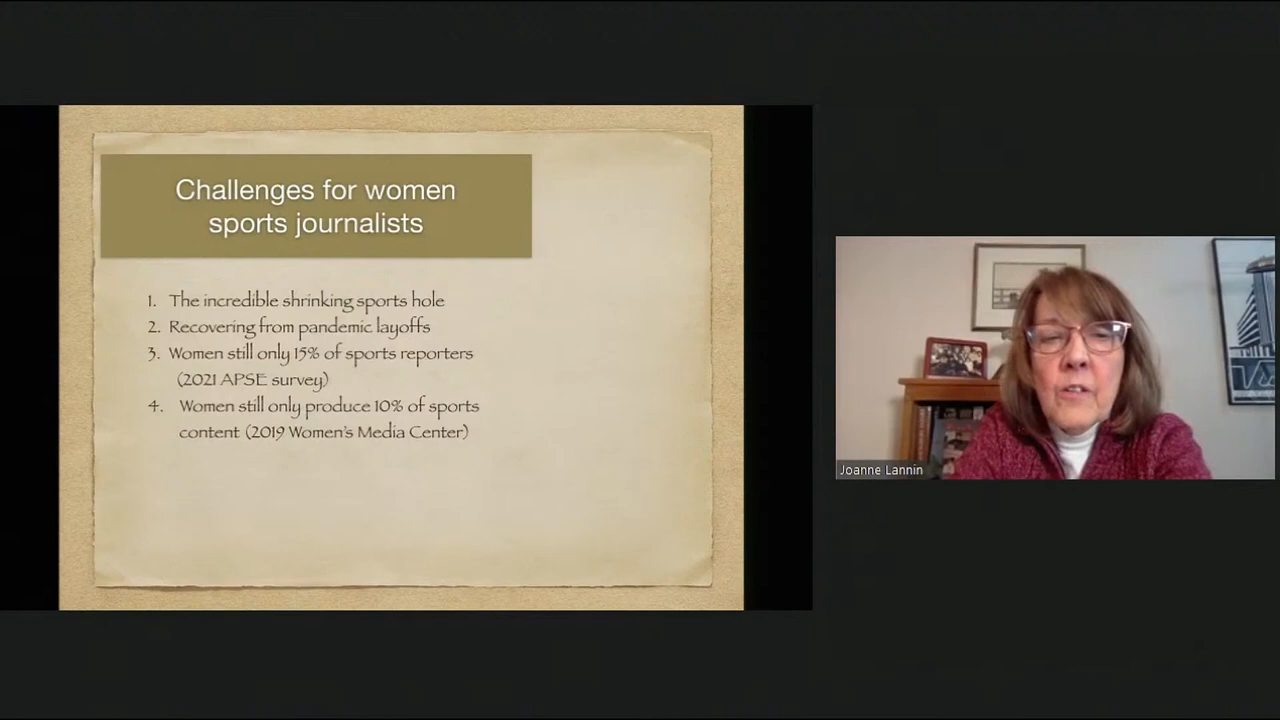 Challenges for women
sports journalists
1. The incredible shrinking sports hole
2. Recovering from pandemic layoffs
3. Women still only 15% of sports reporters
(2021 APSE survey)
4. Women still only produce 10% of sports
content (2019 Women's Media Center)
Joanne Lannin